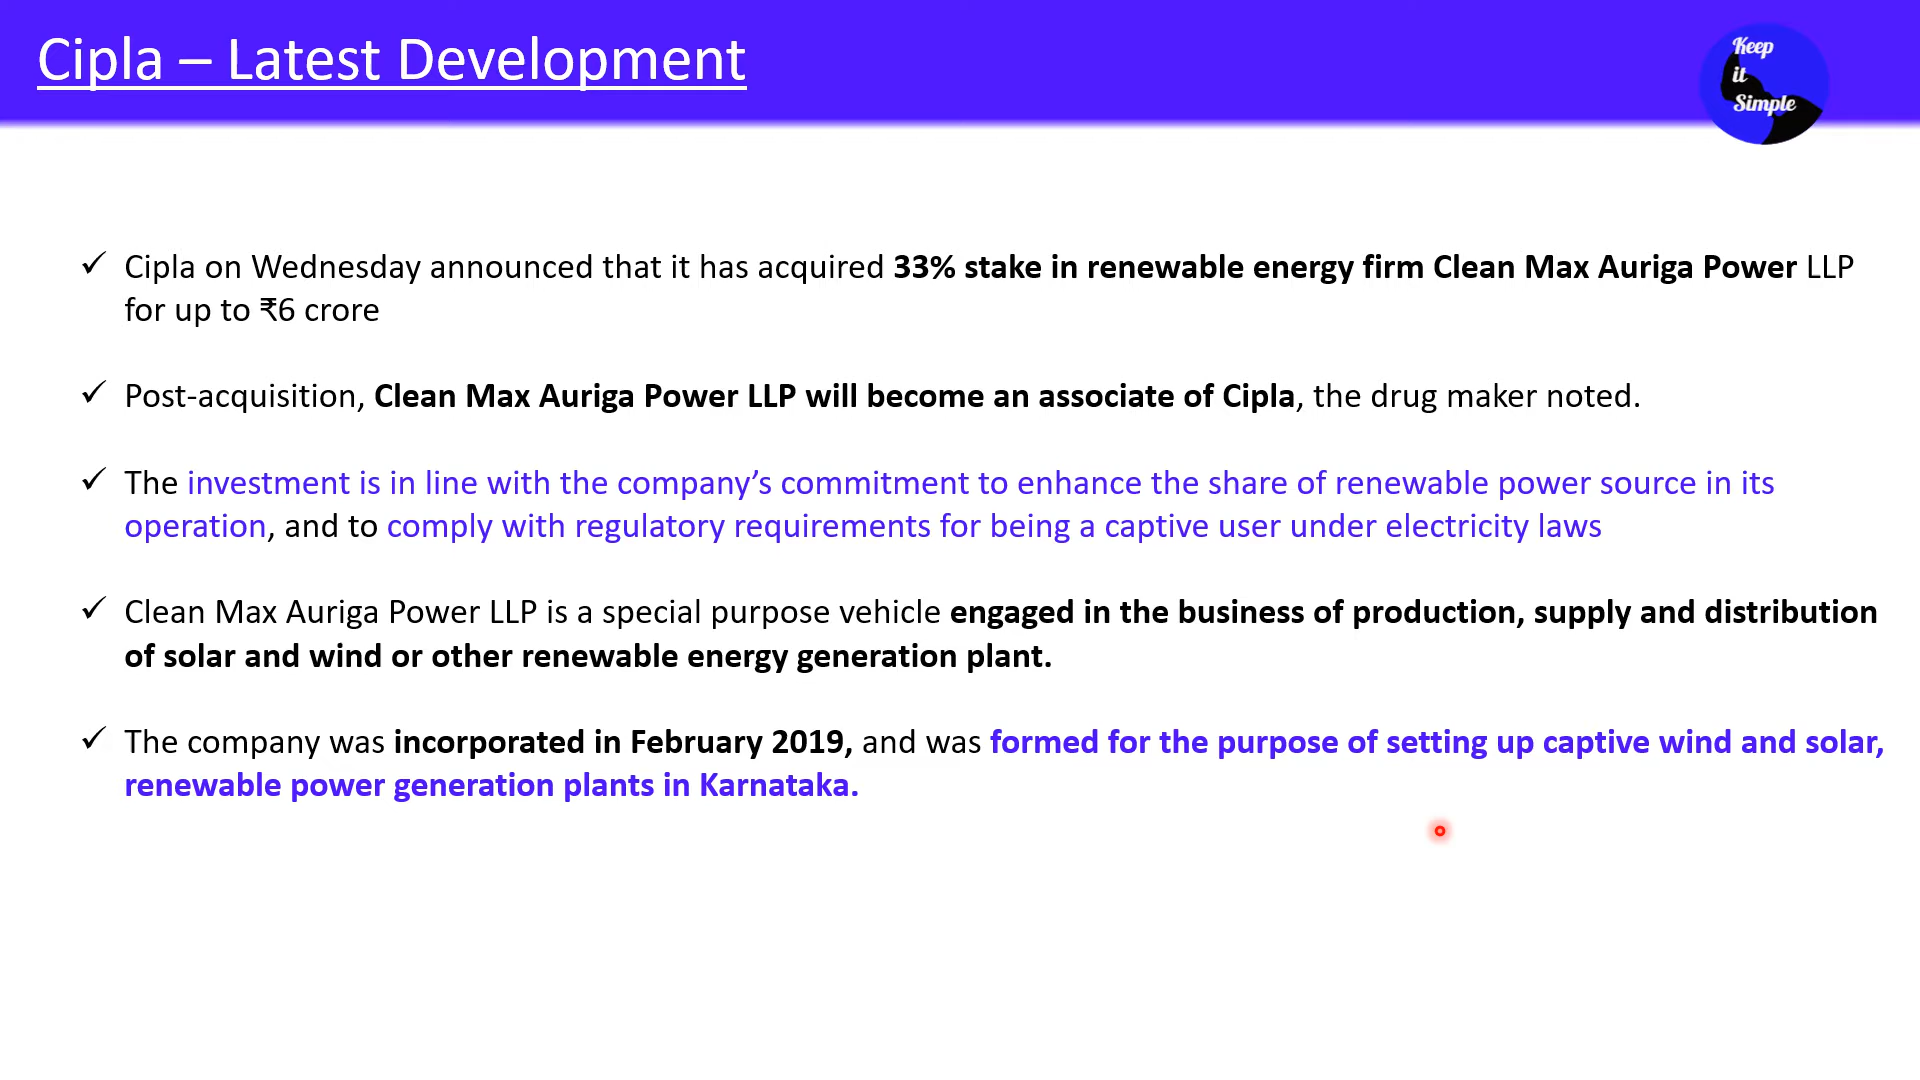 Cipla – Latest Development
Keep
it
Simple
✓ Cipla on Wednesday announced that it has acquired 33% stake in renewable energy firm Clean Max Auriga Power LLP
for up to ₹6 crore
✓ Post-acquisition, Clean Max Auriga Power LLP will become an associate of Cipla, the drug maker noted.
✓ The investment is in line with the company’s commitment to enhance the share of renewable power source in its
operation, and to comply with regulatory requirements for being a captive user under electricity laws
✓ Clean Max Auriga Power LLP is a special purpose vehicle engaged in the business of production, supply and distribution
of solar and wind or other renewable energy generation plant.
✓ The company was incorporated in February 2019, and was formed for the purpose of setting up captive wind and solar,
renewable power generation plants in Karnataka.